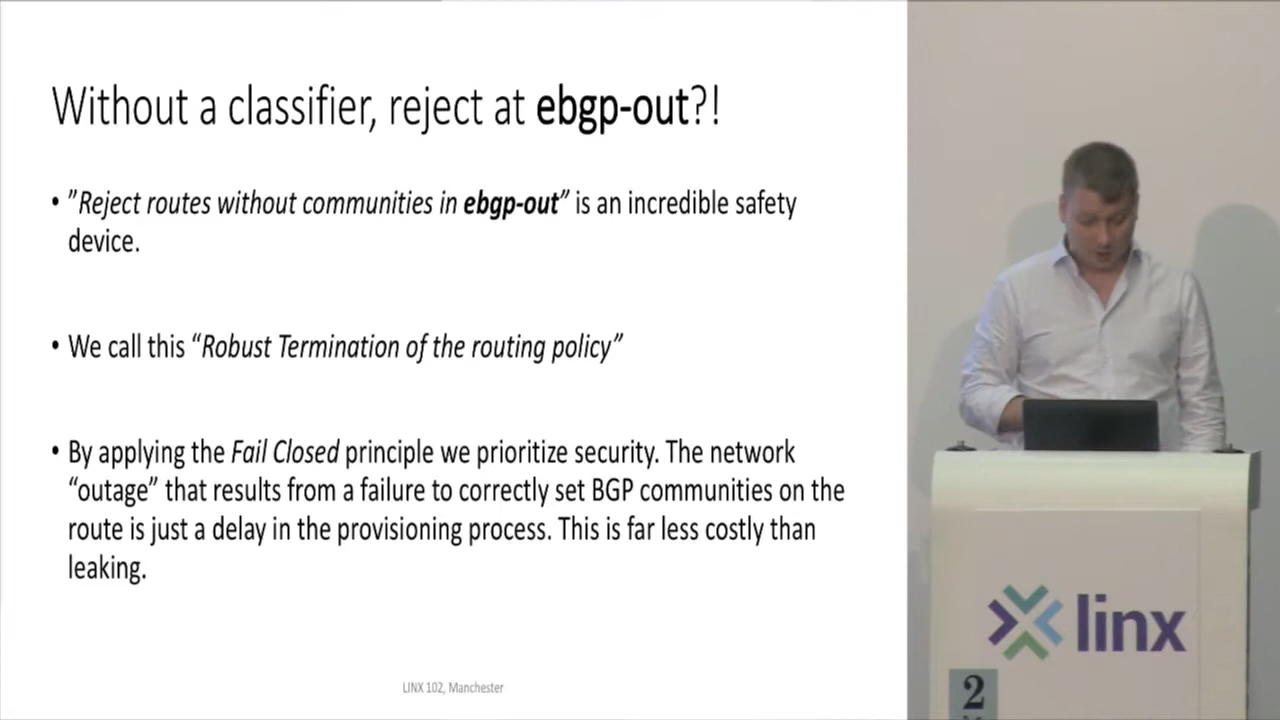 Without a classifier, reject at ebgp-out?!
• ”Reject routes without communities in ebgp-out” is an incredible safety
device.
• We call this “Robust Termination of the routing policy”
• By applying the Fail Closed principle we prioritize security. The network
“outage” that results from a failure to correctly set BGP communities on the
route is just a delay in the provisioning process. This is far less costly than
leaking.
LINX 102, Manchester
linx
2